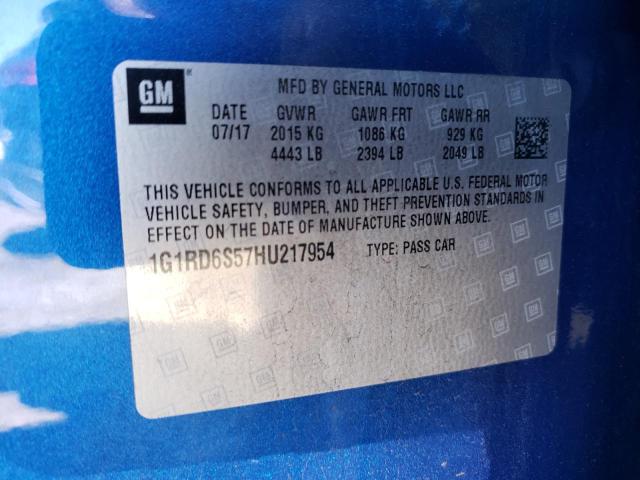 GM
MFD BY GENERAL MOTORS LLC
DATE GVWR GAWR FRT GAWR RR
07/17 2015 KG 1086 KG 929 KG
4443 LB 2394 LB 2049 LB
THIS VEHICLE CONFORMS TO ALL APPLICABLE U.S. FEDERAL MOTOR
VEHICLE SAFETY, BUMPER, AND THEFT PREVENTION STANDARDS IN
EFFECT ON THE DATE OF MANUFACTURE SHOWN ABOVE.
1G1RD6S57HU217954 TYPE: PASS CAR